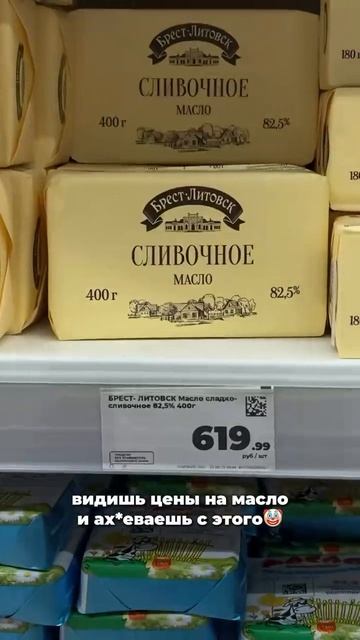 БРЕСТ-ЛИТОВСК
СЛИВОЧНОЕ
МАСЛО
400 г
82,5%
180 г
БРЕСТ-ЛИТОВСК
СЛИВОЧНОЕ
МАСЛО
400 г
82,5%
БРЕСТ- ЛИТОВСК Масло сладко-
сливочное 82,5% 400г
619.99
руб / шт
видишь цены на масло
и ах*еваешь с этого🤡